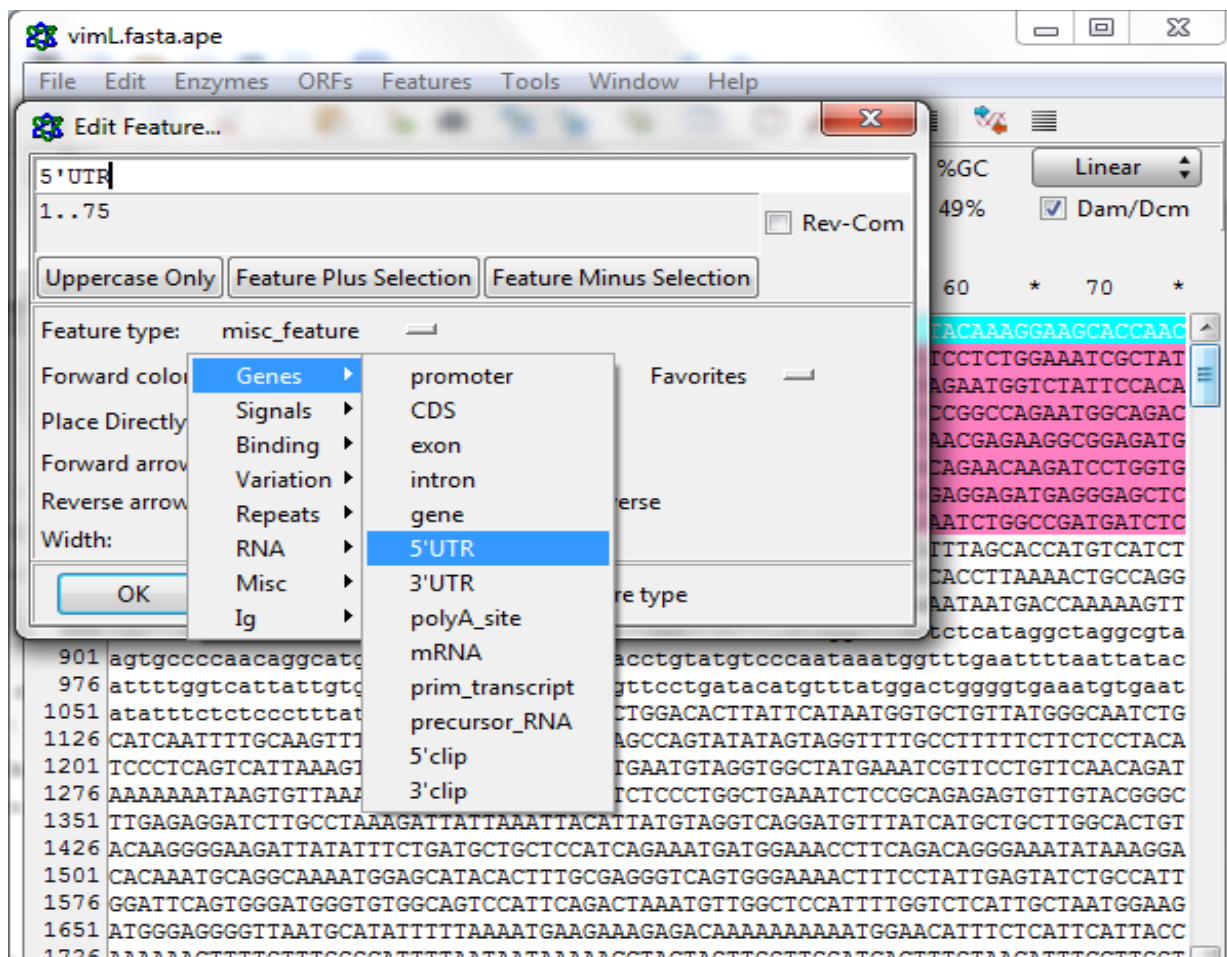 vimL.fasta.ape
File Edit Enzymes ORFs Features Tools Window Help
Edit Feature...
5'UTR
1..75
Rev-Com
%GC Linear
49% Dam/Dcm
Uppercase Only Feature Plus Selection Feature Minus Selection
60 * 70 *
Feature type: misc_feature
Forward color
Place Directly
Forward arrow
Reverse arrow erse
Width:
OK re type
Favorites
Genes
Signals
Binding
Variation
Repeats
RNA
Misc
Ig
promoter
CDS
exon
intron
gene
5'UTR
3'UTR
polyA_site
mRNA
prim_transcript
precursor_RNA
5'clip
3'clip
TACAAAGGAAGCACCAAC
TCCTCTGGAAATCGCTAT
AGAATGGTCTATTCCACA
CCGGCCAGAATGGCAGAC
AACGAGAAGGCGGAGATG
CAGAACAAGATCCTGGTG
GAGGAGATGAGGGAGCTC
AATCTGGCCGATGATCTC
TTTAGCACCATGTCATCT
CACCTTAAAACTGCCAGG
AATAATGACCAAAAAGTT
tctcataggctaggcgta
901 agtgccccaacaggcatg acctgtatgtcccaataaatggtttgaattttaattatac
976 attttggtcattattgtg gttcctgatacatgtttatggactggggtgaaatgtgaat
1051 atatttctctccctttat CTGGACACTTATTCATAATGGTGCTGTTATGGGCAATCTG
1126 CATCAATTTTGCAAGTTT AGCCAGTATATAGTAGGTTTTGCCTTTTTCTTCTCCTACA
1201 TCCCTCAGTCATTAAAGT TGAATGTAGGTGGCTATGAAATCGTTCCTGTTCAACAGAT
1276 AAAAAAATAAGTGTTAAA TCTCCCTGGCTGAAATCTCCGCAGAGAGTGTTGTACGGGC
1351 TTGAGAGGATCTTGCCTAAAGATTATTAAATTACATTATGTAGGTCAGGATGTTTATCATGCTGCTTGGCACTGT
1426 ACAAGGGGAAGATTATATTTCTGATGCTGCTCCATCAGAAATGATGGAAACCTTCAGACAGGGAAATATAAAGGA
1501 CACAAATGCAGGCAAAATGGAGCATACACTTTGCGAGGGTCAGTGGGAAAACTTTCCTATTGAGTATCTGCCATT
1576 GGATTCAGTGGGATGGGTGTGGCAGTCCATTCAGACTAAATGTTGGCTCCATTTTGGTCTCATTGCTAATGGAAG
1651 ATGGGAGGGGTTAATGCATATTTTTAAAATGAAGAAAGAGACAAAAAAAAAATGGAACATTTCTCATTCATTACC